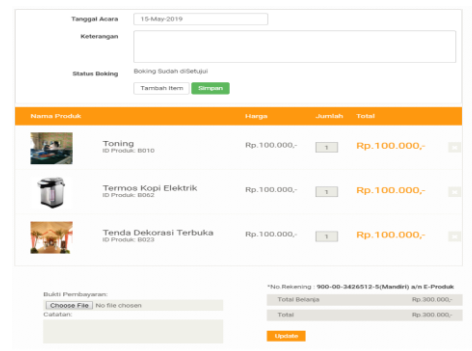 Tanggal Acara 15-May-2019
Keterangan
Status Boking Boking Sudah diSetujui
Tambah Item Simpan
Nama Produk Harga Jumlah Total
Toning Rp.100.000,- 1 Rp.100.000,-
ID Produk: B010
Termos Kopi Elektrik Rp.100.000,- 1 Rp.100.000,-
ID Produk: B062
Tenda Dekorasi Terbuka Rp.100.000,- 1 Rp.100.000,-
ID Produk: B023
*No.Rekening : 900-00-3426512-5(Mandiri) a/n E-Produk
Bukti Pembayaran:
Choose File No file chosen
Catatan:
Total Belanja Rp.300.000,-
Total Rp.300.000,-
Update